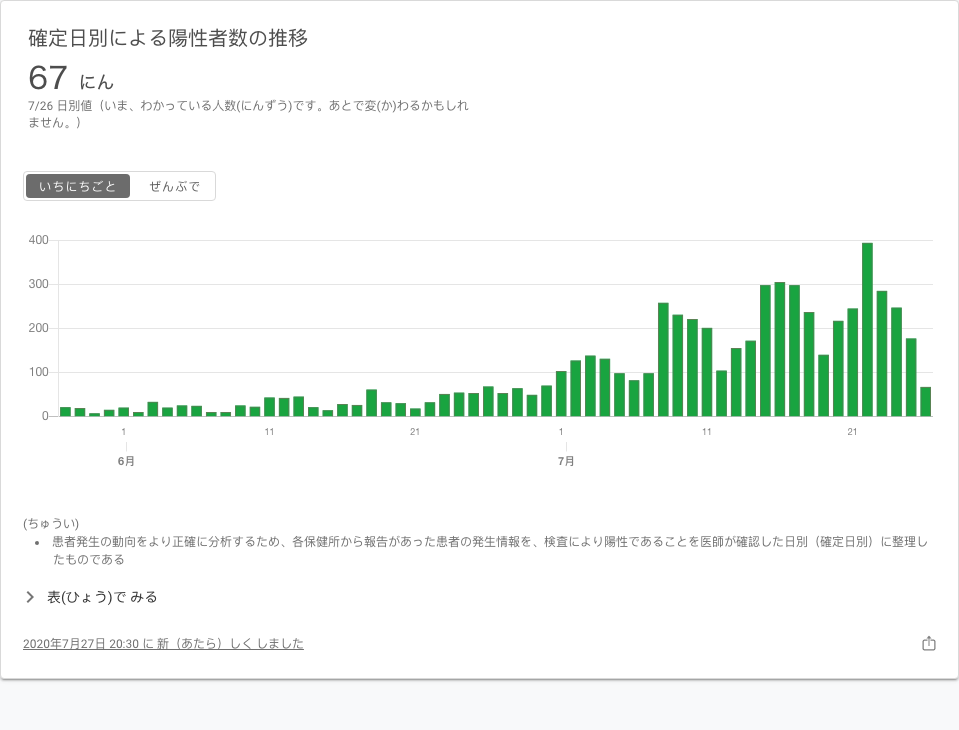 確定日別による陽性者数の推移
67 にん
7/26 日別値（いま、わかっている人数(にんずう)です。あとで変(か)わるかもしれ
ません。）
いちにちごと ぜんぶで
400
300
200
100
0
1 11 21 1 11 21
6月 7月
(ちゅうい)
• 患者発生の動向をより正確に分析するため、各保健所から報告があった患者の発生情報を、検査により陽性であることを医師が確認した日別（確定日別）に整理し
たものである
表(ひょう)で みる
2020年7月27日 20:30 に 新（あたら）しく しました